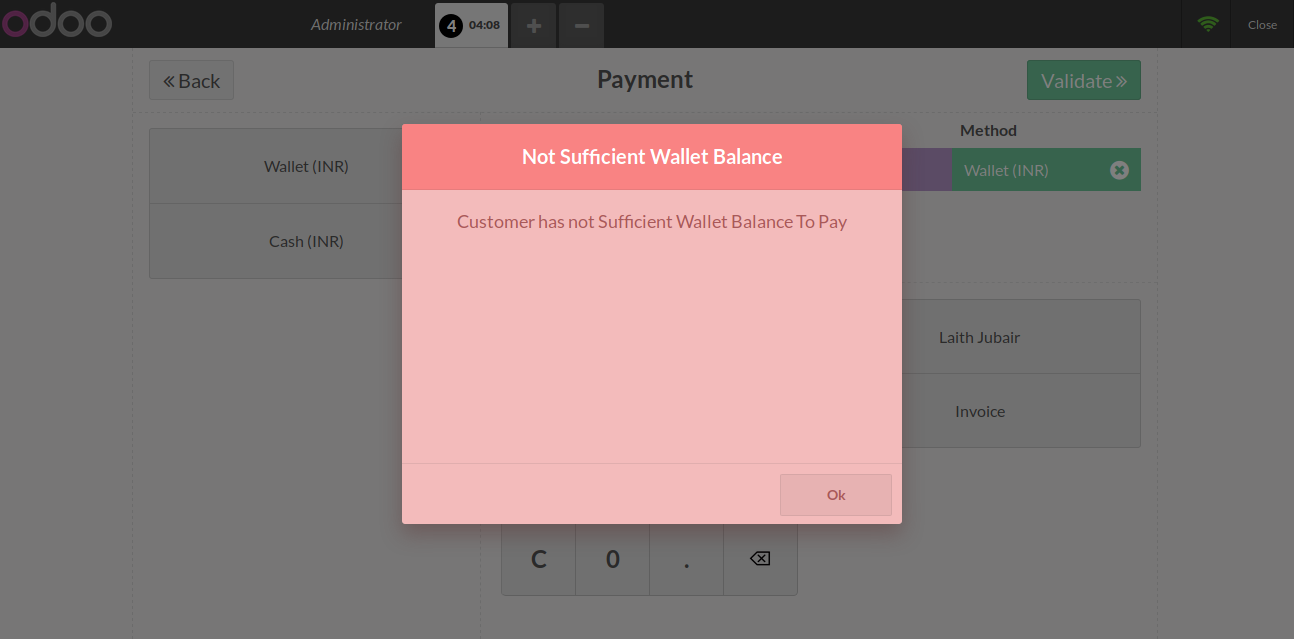 odoo
Administrator
4 04:08
Close
Back
Payment
Validate
Method
Wallet (INR)
Wallet (INR)
Cash (INR)
Not Sufficient Wallet Balance
Customer has not Sufficient Wallet Balance To Pay
Ok
Laith Jubair
Invoice
C 0 .